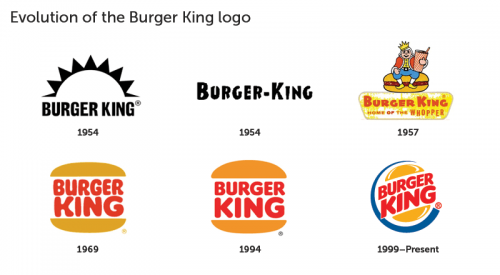 Evolution of the Burger King logo
BURGER KING®
1954
BURGER-KING
1954
BURGER KING
HOME OF THE WHOPPER
1957
BURGER
KING
®
1969
BURGER
KING
®
1994
BURGER
KING
®
1999–Present